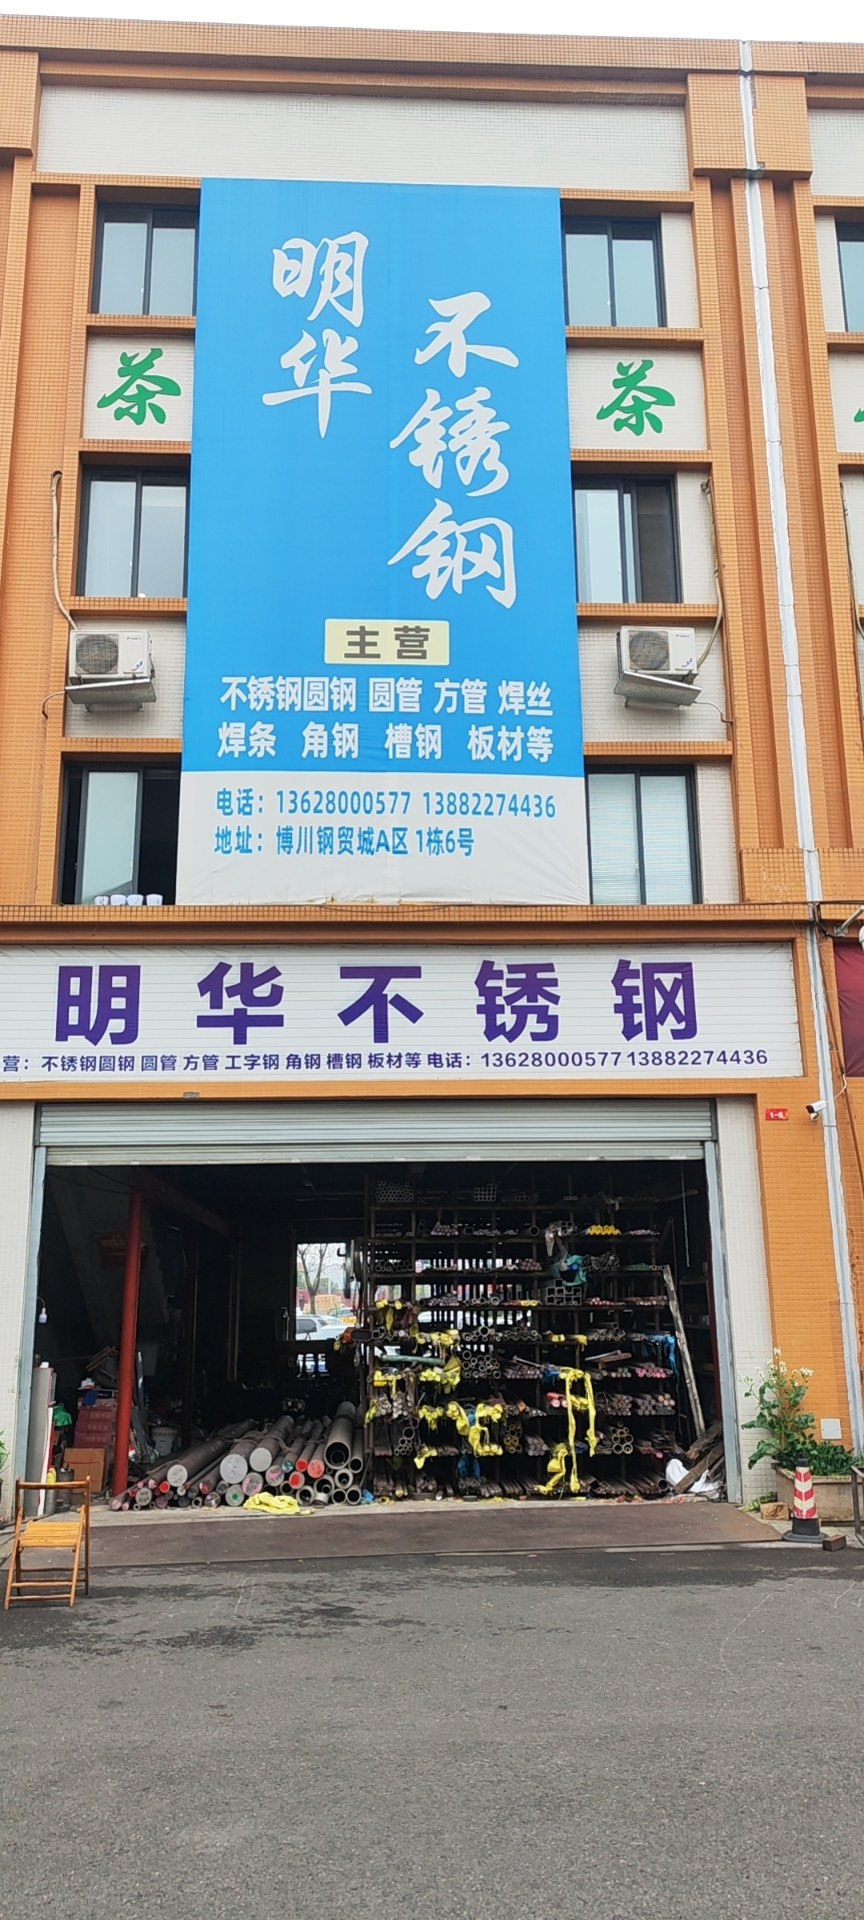 明华
不锈钢
茶
茶
主营
不锈钢圆钢 圆管 方管 焊丝
焊条 角钢 槽钢 板材等
电话：13628000577 13882274436
地址：博川钢贸城A区 1栋6号
明华不锈钢
营：不锈钢圆钢 圆管 方管 工字钢 角钢 槽钢 板材等 电话：13628000577 13882274436
1-6